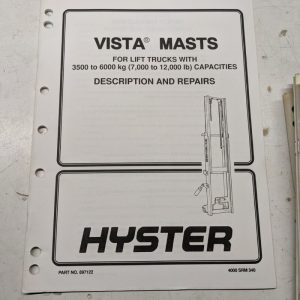 VISTA® MASTS
FOR LIFT TRUCKS WITH
3500 to 6000 kg (7,000 to 12,000 lb) CAPACITIES
DESCRIPTION AND REPAIRS
HYSTER
PART NO. 897122 4000 SRM 340